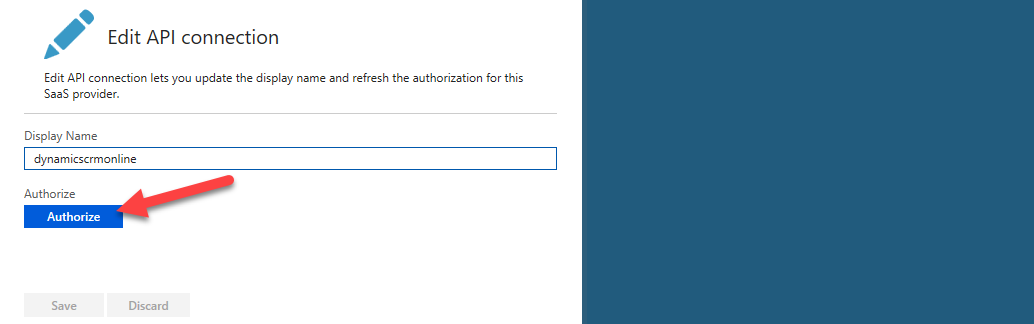 Edit API connection
Edit API connection lets you update the display name and refresh the authorization for this
SaaS provider.
Display Name
dynamicscrmonline
Authorize
Authorize
Save Discard